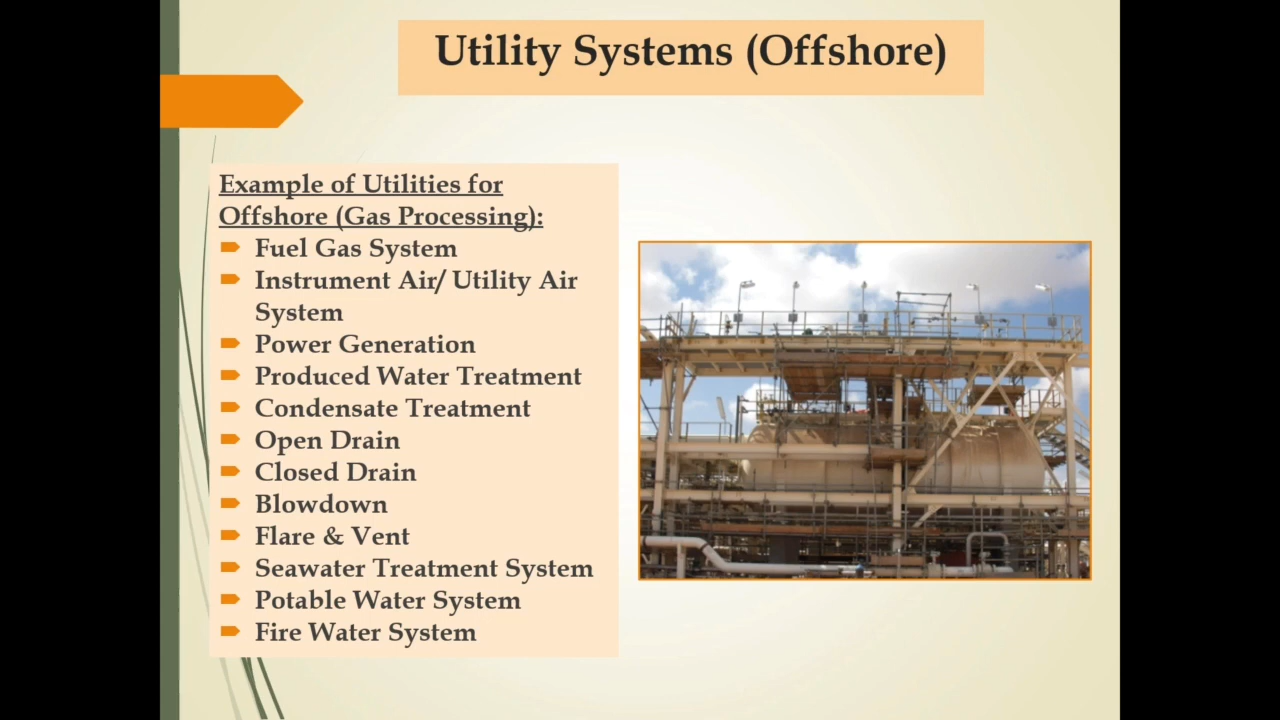 Utility Systems (Offshore)
Example of Utilities for
Offshore (Gas Processing):
Fuel Gas System
Instrument Air/ Utility Air
System
Power Generation
Produced Water Treatment
Condensate Treatment
Open Drain
Closed Drain
Blowdown
Flare & Vent
Seawater Treatment System
Potable Water System
Fire Water System